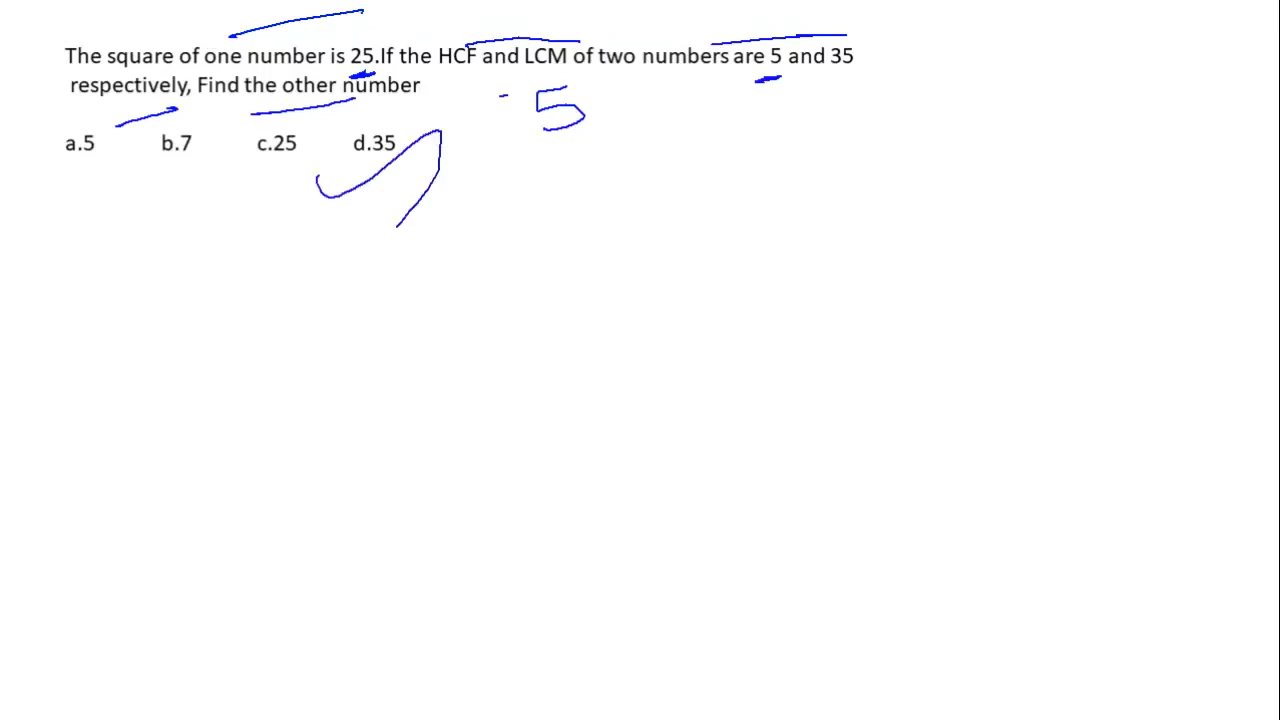 The square of one number is 25.If the HCF and LCM of two numbers are 5 and 35
respectively, Find the other number
5
a.5 b.7 c.25 d.35